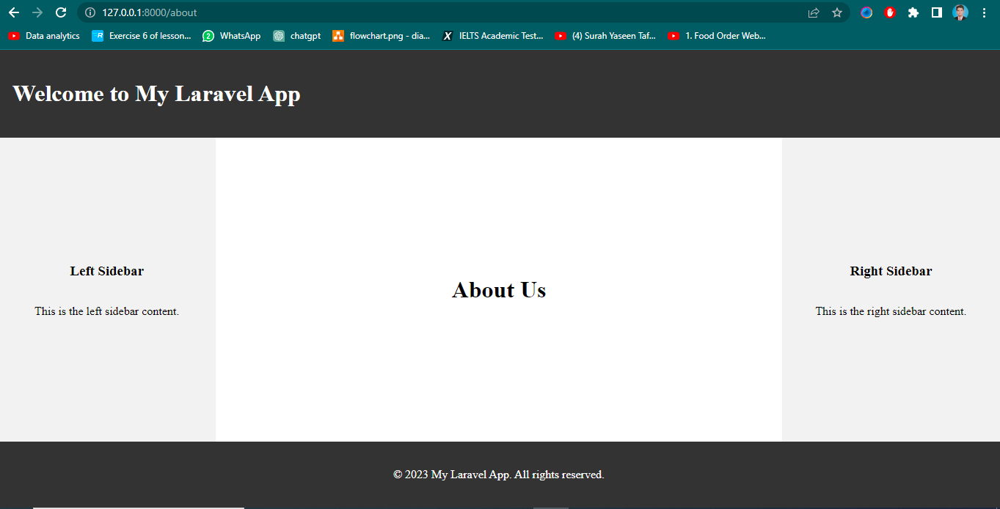 127.0.0.1:8000/about
Data analytics Exercise 6 of lesson... WhatsApp chatgpt flowchart.png - dia... IELTS Academic Test... (4) Surah Yaseen Taf... 1. Food Order Web...
Welcome to My Laravel App
Left Sidebar
This is the left sidebar content.
About Us
Right Sidebar
This is the right sidebar content.
© 2023 My Laravel App. All rights reserved.